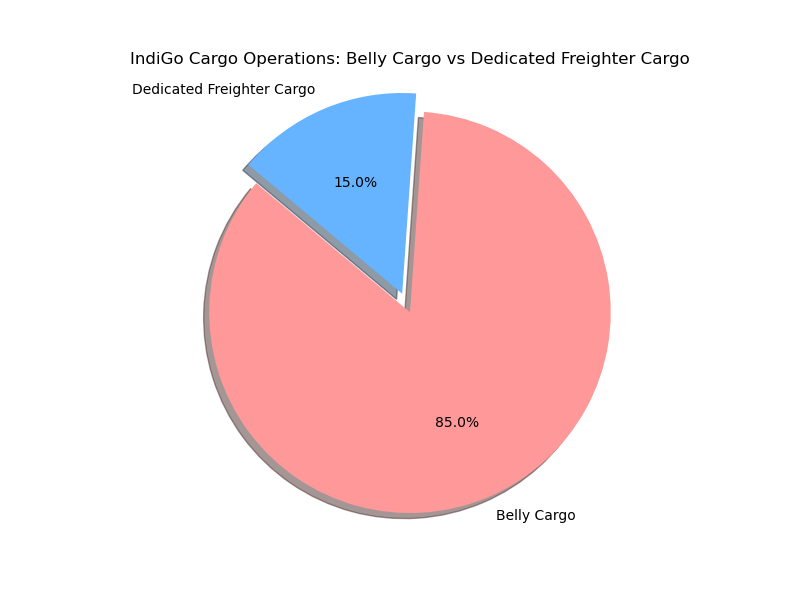 IndiGo Cargo Operations: Belly Cargo vs Dedicated Freighter Cargo
Dedicated Freighter Cargo
15.0%
85.0%
Belly Cargo